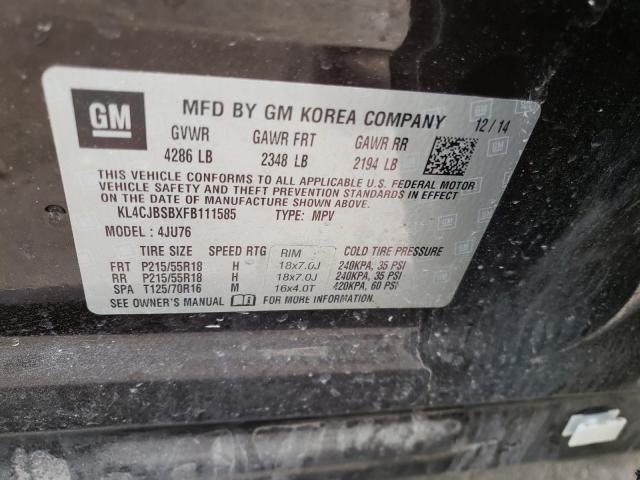 GM
MFD BY GM KOREA COMPANY 12/14
GVWR GAWR FRT GAWR RR
4286 LB 2348 LB 2194 LB
THIS VEHICLE CONFORMS TO ALL APPLICABLE U.S. FEDERAL MOTOR
VEHICLE SAFETY AND THEFT PREVENTION STANDARDS IN EFFECT
ON THE DATE OF MANUFACTURE SHOWN ABOVE.
KL4CJBSBXFB111585 TYPE: MPV
MODEL: 4JU76
TIRE SIZE SPEED RTG RIM COLD TIRE PRESSURE
FRT P215/55R18 H 18x7.0J 240KPA, 35 PSI
RR P215/55R18 H 18x7.0J 240KPA, 35 PSI
SPA T125/70R16 M 16x4.0T 420KPA, 60 PSI
SEE OWNER'S MANUAL FOR MORE INFORMATION